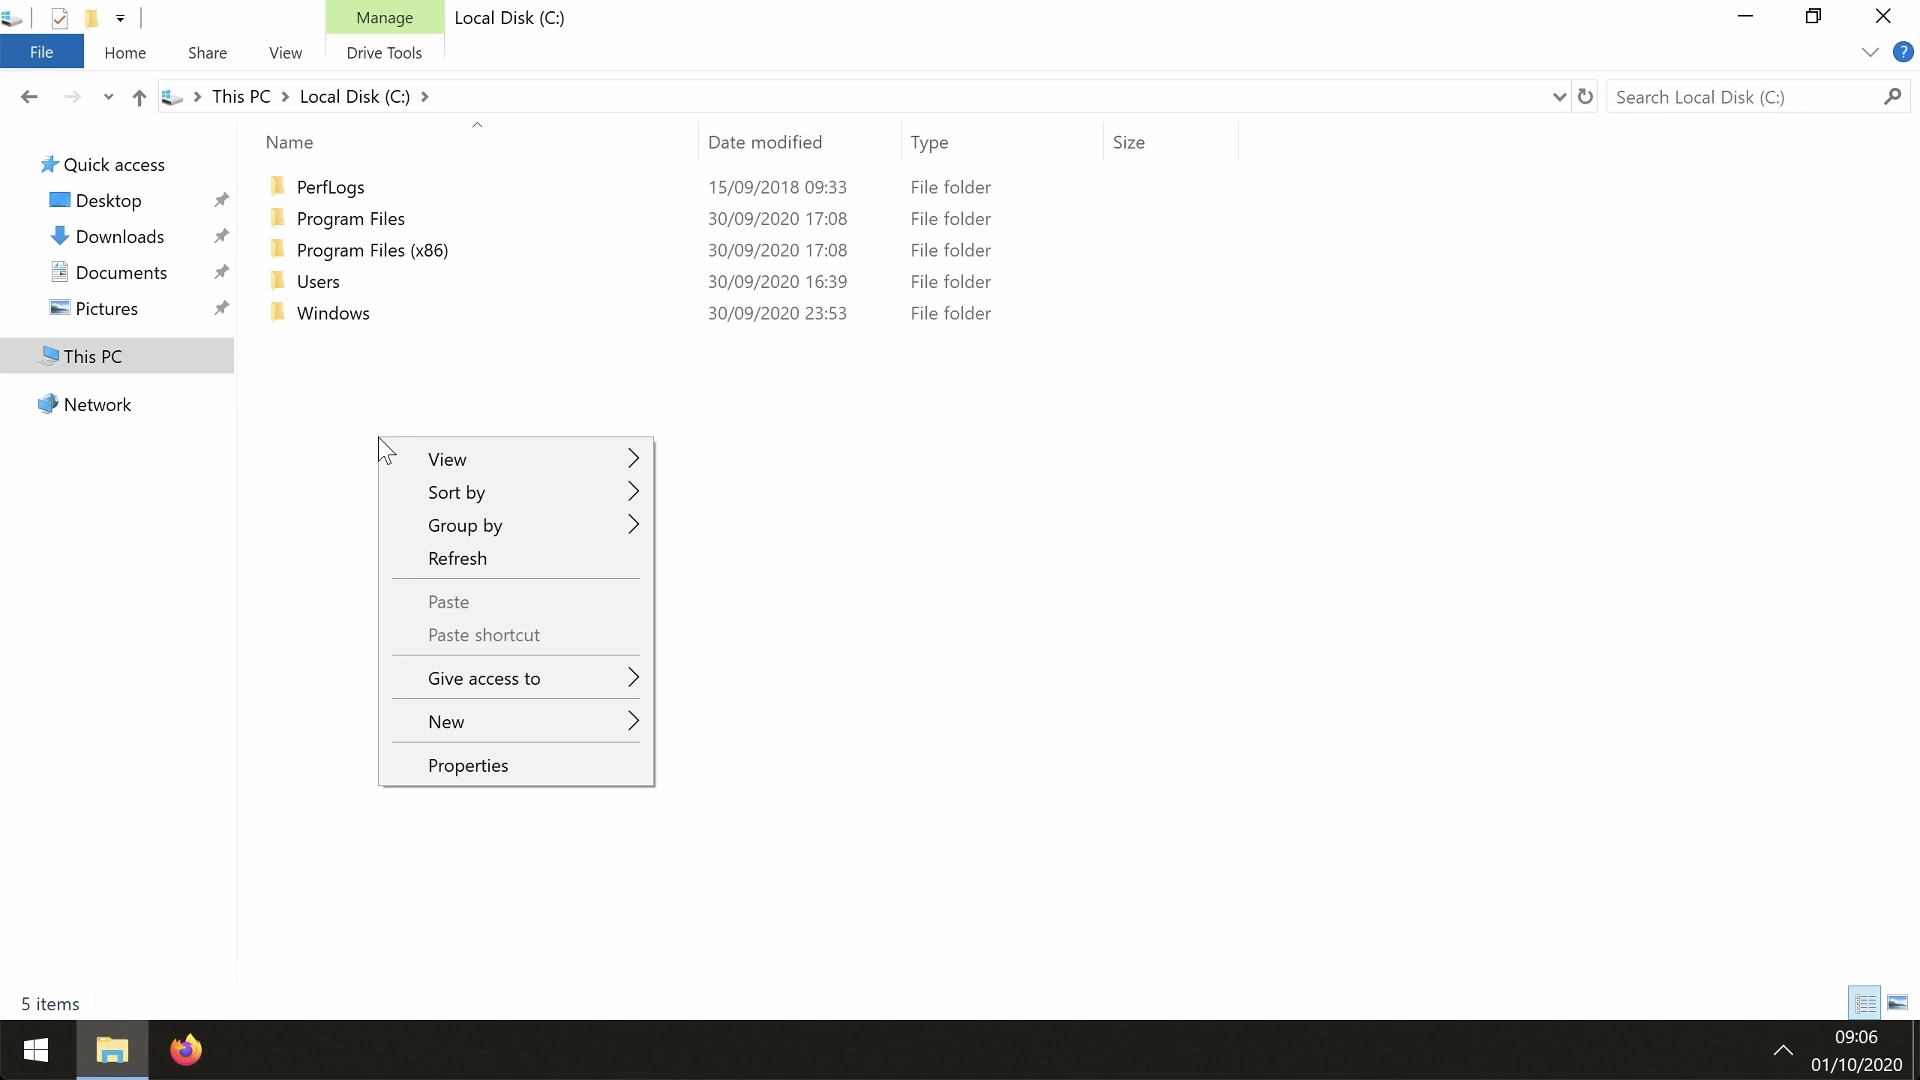 Manage Local Disk (C:)
File Home Share View Drive Tools ?
This PC Local Disk (C:) Search Local Disk (C:)
Name Date modified Type Size
Quick access
Desktop
Downloads
Documents
Pictures
This PC
Network
PerfLogs 15/09/2018 09:33 File folder
Program Files 30/09/2020 17:08 File folder
Program Files (x86) 30/09/2020 17:08 File folder
Users 30/09/2020 16:39 File folder
Windows 30/09/2020 23:53 File folder
View
Sort by
Group by
Refresh
Paste
Paste shortcut
Give access to
New
Properties
5 items
09:06
01/10/2020